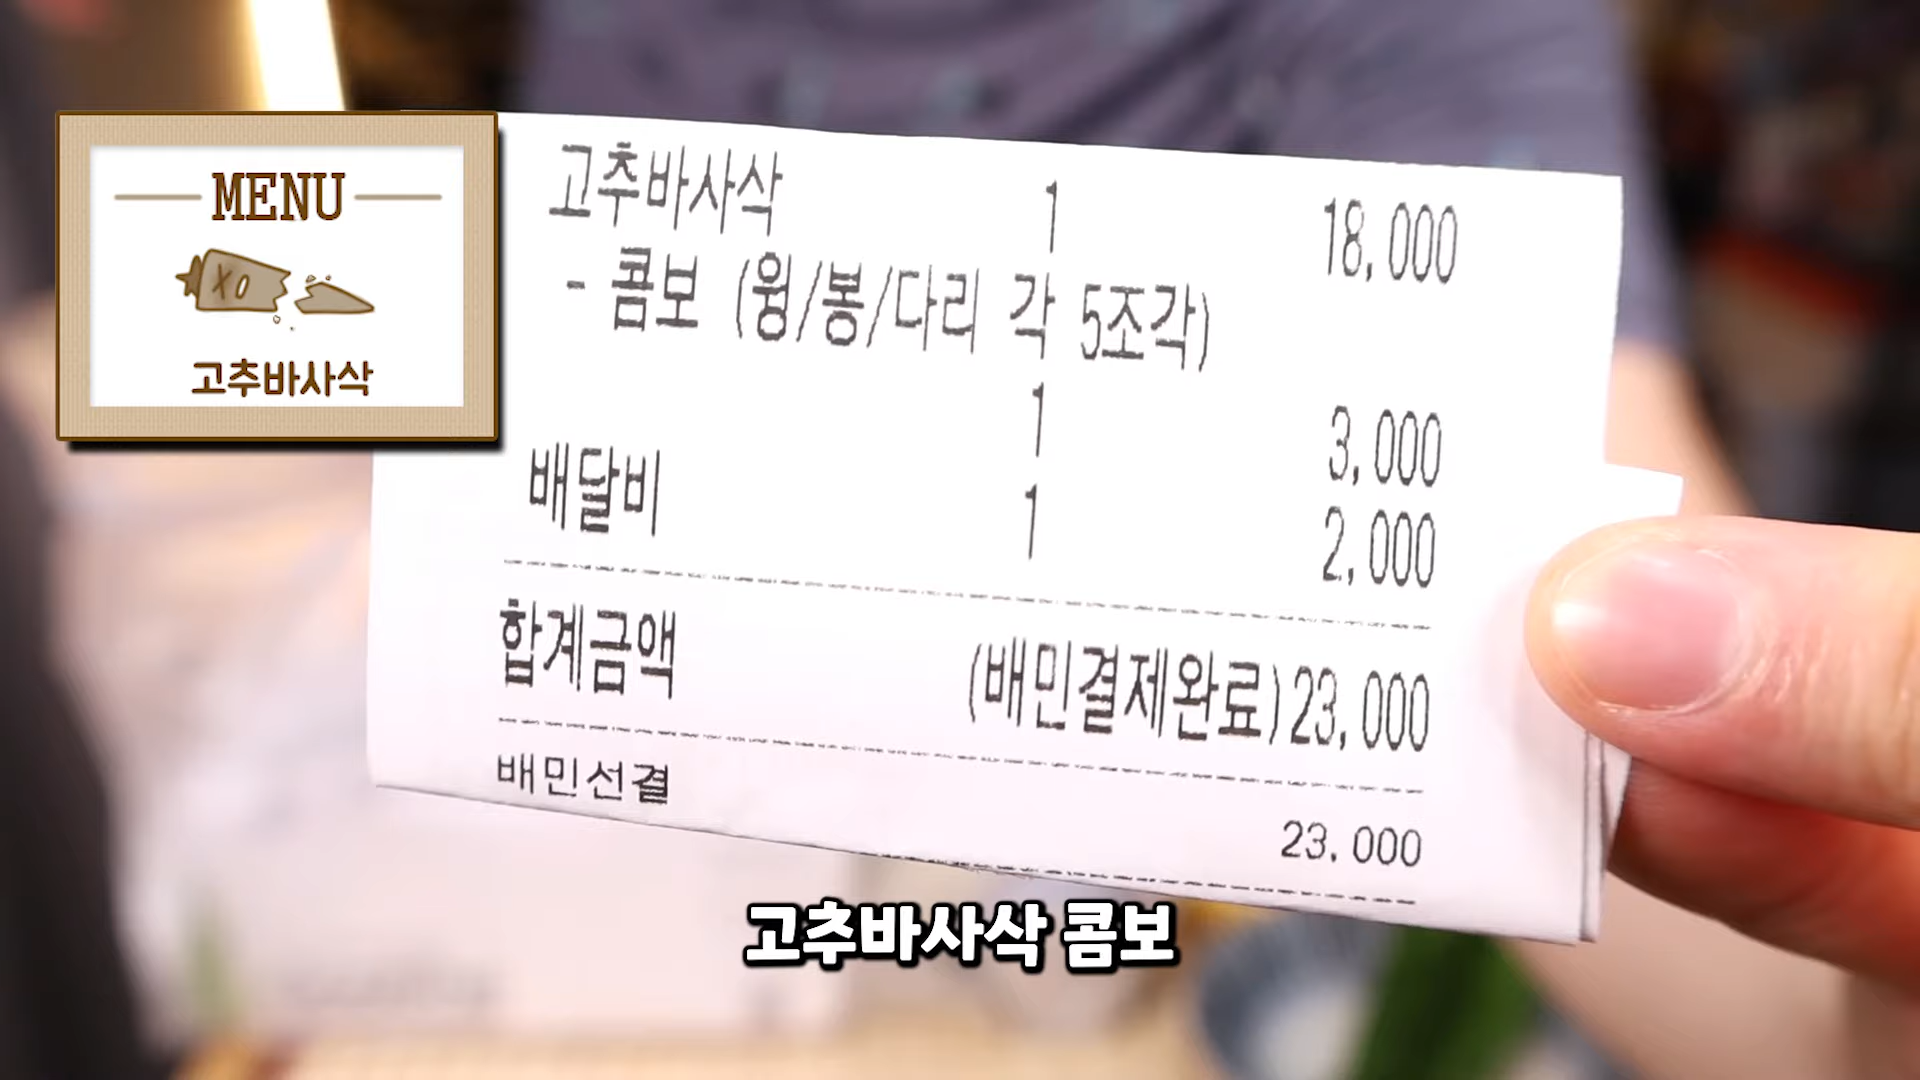 MENU
XO
고추바사삭
고추바사삭 1 18,000
- 콤보 (윙/봉/다리 각 5조각)
1 3,000
배달비 1 2,000
합계금액 (배민결제완료)23,000
배민선결 23,000
고추바사삭 콤보